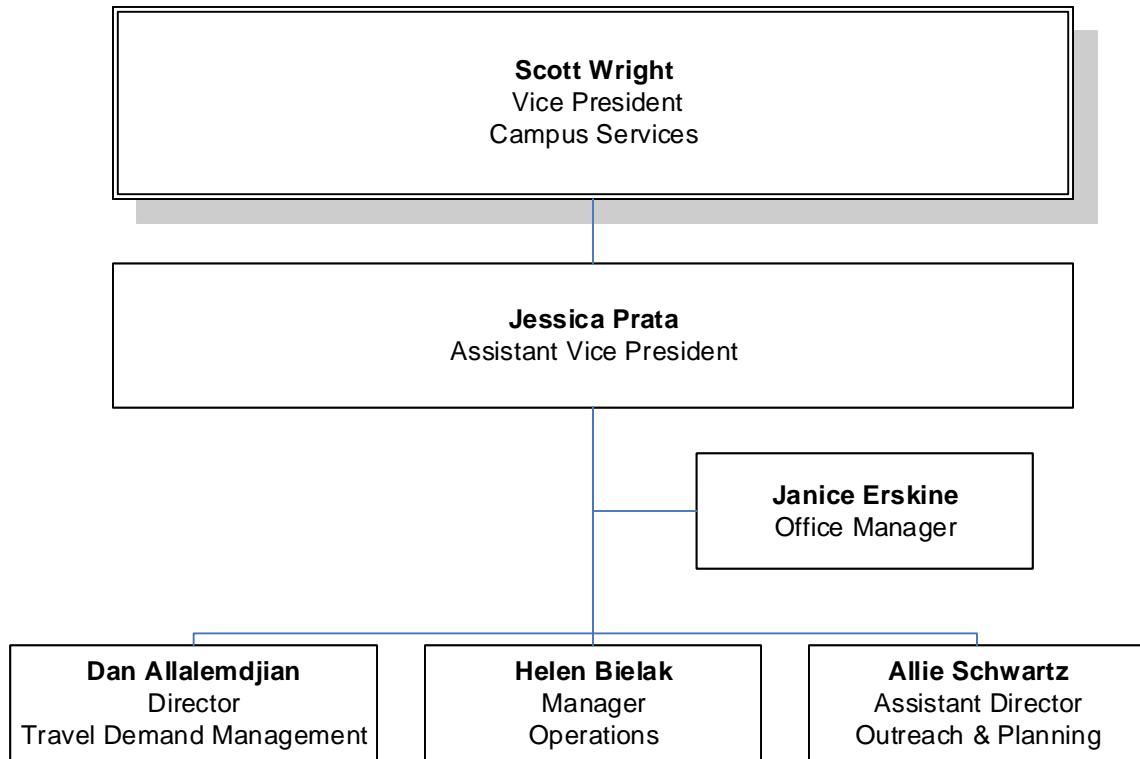 Scott Wright
Vice President
Campus Services
Jessica Prata
Assistant Vice President
Janice Erskine
Office Manager
Dan Allalemdjian
Director
Travel Demand Management
Helen Bielak
Manager
Operations
Allie Schwartz
Assistant Director
Outreach & Planning